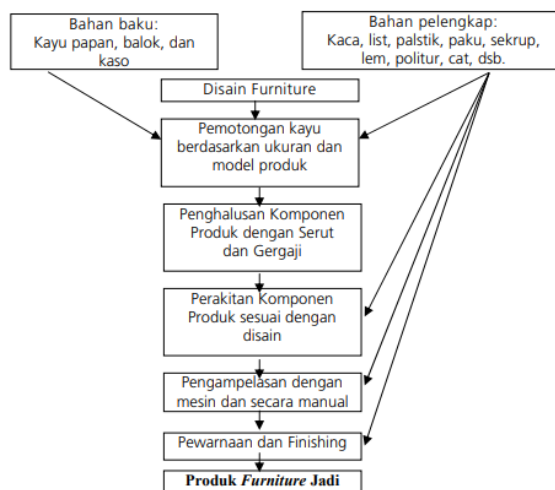 Bahan baku:
Kayu papan, balok, dan
kaso
Bahan pelengkap:
Kaca, list, palstik, paku, sekrup,
lem, politur, cat, dsb.
Disain Furniture
Pemotongan kayu
berdasarkan ukuran dan
model produk
Penghalusan Komponen
Produk dengan Serut
dan Gergaji
Perakitan Komponen
Produk sesuai dengan
disain
Pengampelasan dengan
mesin dan secara manual
Pewarnaan dan Finishing
Produk Furniture Jadi